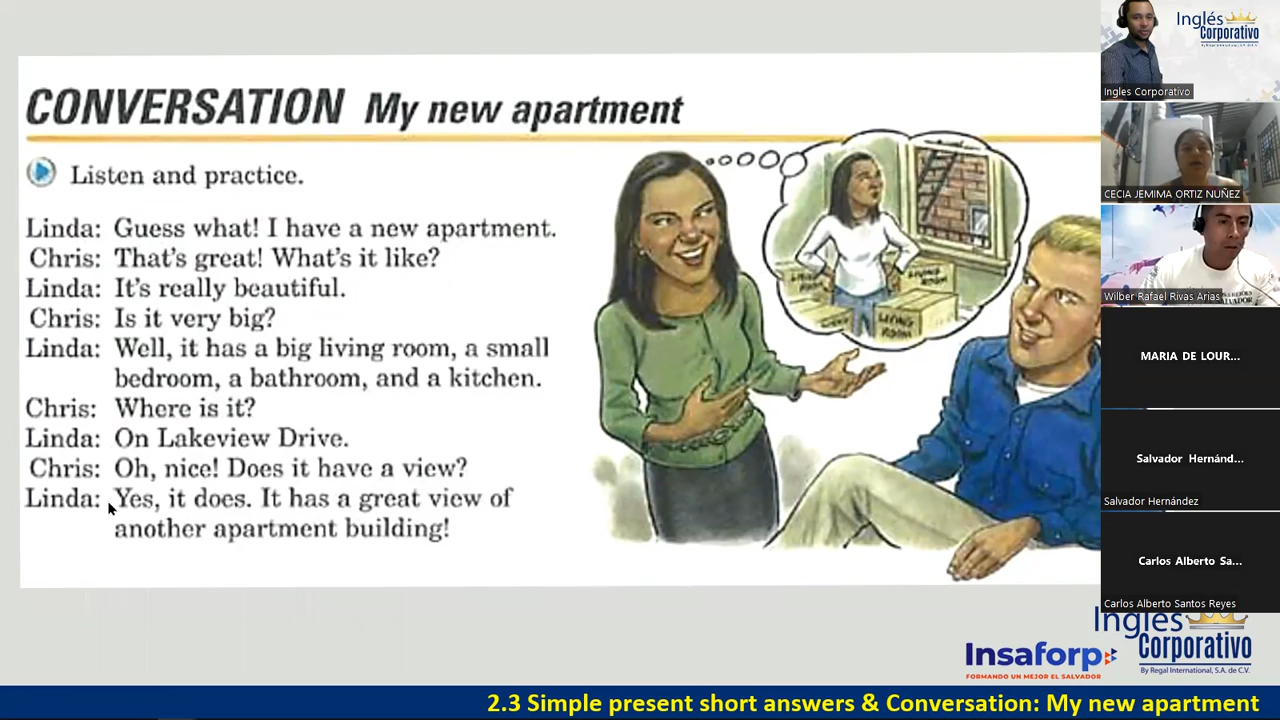 CONVERSATION My new apartment
Listen and practice.
Linda: Guess what! I have a new apartment.
Chris: That's great! What's it like?
Linda: It's really beautiful.
Chris: Is it very big?
Linda: Well, it has a big living room, a small
bedroom, a bathroom, and a kitchen.
Chris: Where is it?
Linda: On Lakeview Drive.
Chris: Oh, nice! Does it have a view?
Linda: Yes, it does. It has a great view of
another apartment building!
LIVING
ROOM
Inglés
Corporativo
By Regal International, S.A. de C.V.
Ingles Corporativo
CECIA JEMIMA ORTIZ NUÑEZ
Wilber Rafael Rivas Arias
MARIA DE LOUR...
Salvador Hernánd...
Salvador Hernández
Carlos Alberto Sa...
Carlos Alberto Santos Reyes
Inglés
Corporativo
By Regal International, S.A. de C.V.
Insaforp
FORMANDO UN MEJOR EL SALVADOR
2.3 Simple present short answers & Conversation: My new apartment